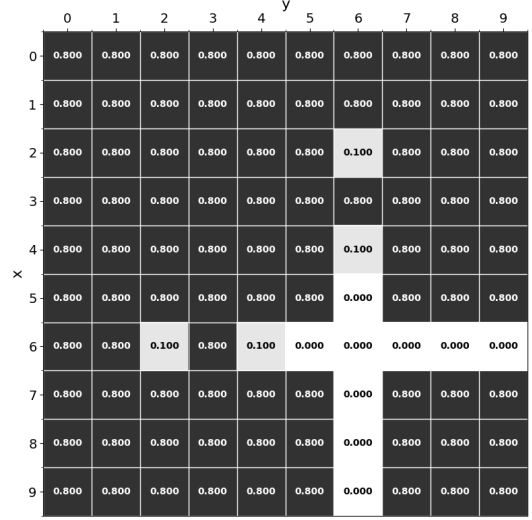 y
0 1 2 3 4 5 6 7 8 9
0 0.800 0.800 0.800 0.800 0.800 0.800 0.800 0.800 0.800 0.800
1 0.800 0.800 0.800 0.800 0.800 0.800 0.800 0.800 0.800 0.800
2 0.800 0.800 0.800 0.800 0.800 0.800 0.100 0.800 0.800 0.800
3 0.800 0.800 0.800 0.800 0.800 0.800 0.800 0.800 0.800 0.800
4 0.800 0.800 0.800 0.800 0.800 0.800 0.100 0.800 0.800 0.800
x
5 0.800 0.800 0.800 0.800 0.800 0.800 0.000 0.800 0.800 0.800
6 0.800 0.800 0.100 0.800 0.100 0.000 0.000 0.000 0.000 0.000
7 0.800 0.800 0.800 0.800 0.800 0.800 0.000 0.800 0.800 0.800
8 0.800 0.800 0.800 0.800 0.800 0.800 0.000 0.800 0.800 0.800
9 0.800 0.800 0.800 0.800 0.800 0.800 0.000 0.800 0.800 0.800